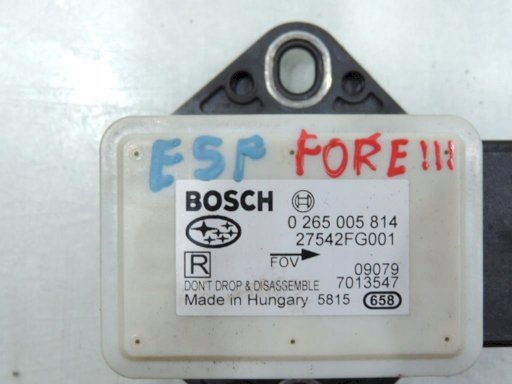 ESP FORE III
BOSCH
0 265 005 814
27542FG001
R FOV
09079
DON'T DROP & DISASSEMBLE 7013547
Made in Hungary 5815 658